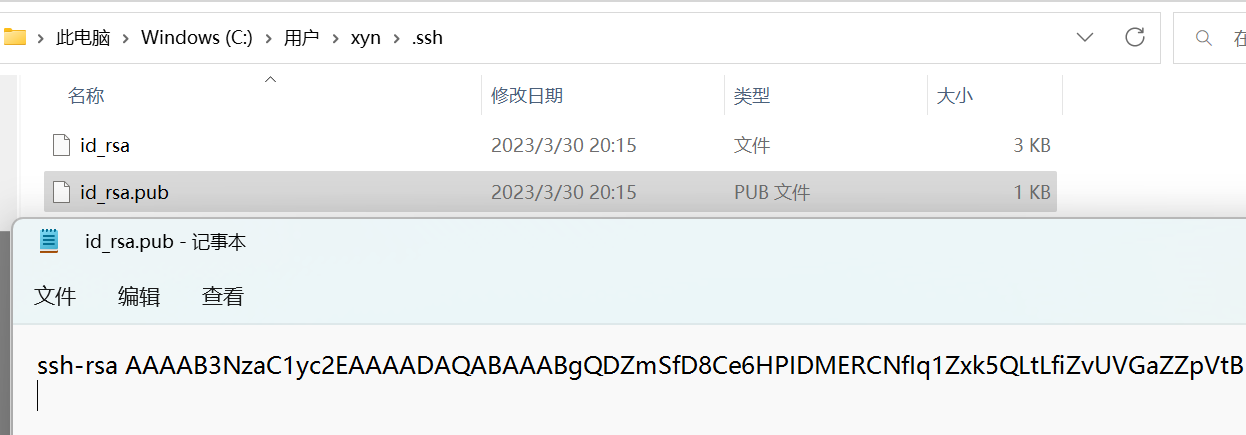 此电脑 > Windows (C:) > 用户 > xyn > .ssh
在
名称 修改日期 类型 大小
id_rsa 2023/3/30 20:15 文件 3 KB
id_rsa.pub 2023/3/30 20:15 PUB 文件 1 KB
id_rsa.pub - 记事本
文件 编辑 查看
ssh-rsa AAAAB3NzaC1yc2EAAAADAQABAAABgQDZmSfD8Ce6HPIDMERCNfIq1Zxk5QLtLfiZvUVGaZZpVtB